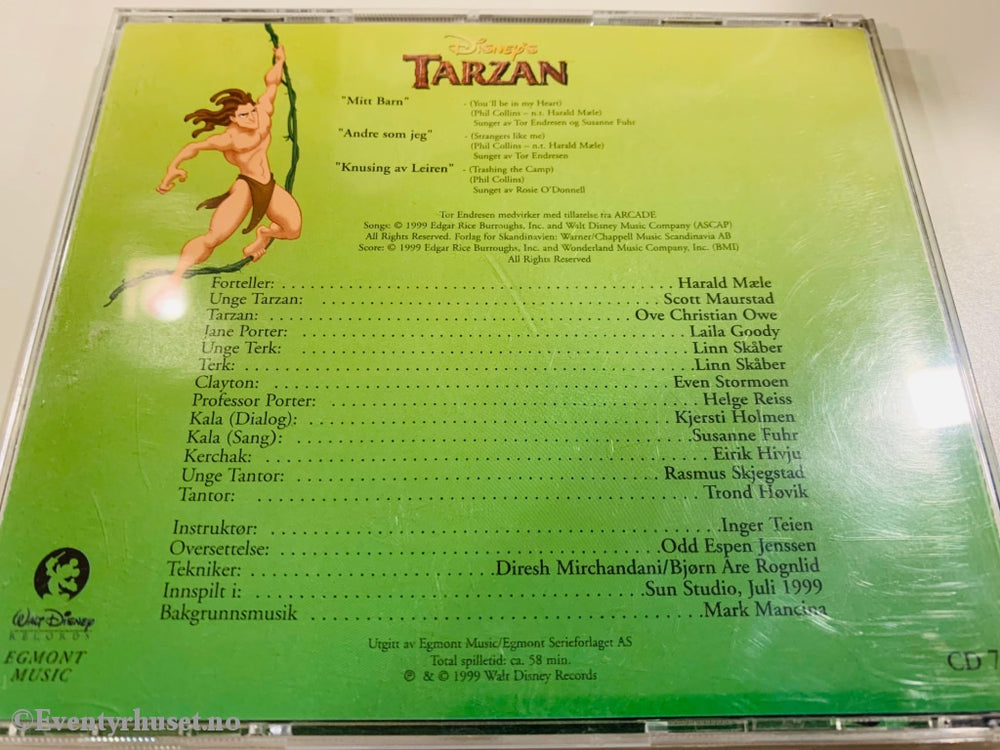 Disney's
TARZAN
"Mitt Barn" - (You'll be in my Heart)
(Phil Collins – n.t. Harald Mæle)
Sunget av Tor Endresen og Susanne Fuhr
"Andre som jeg" - (Strangers like me)
(Phil Collins – n.t. Harald Mæle)
Sunget av Tor Endresen
"Knusing av Leiren" - (Trashing the Camp)
(Phil Collins)
Sunget av Rosie O'Donnell
Tor Endresen medvirker med tillatelse fra ARCADE
Songs: © 1999 Edgar Rice Burroughs, Inc. and Walt Disney Music Company (ASCAP)
All Rights Reserved. Forlag for Skandinavien: Warner/Chappell Music Scandinavia AB
Score: © 1999 Edgar Rice Burroughs, Inc. and Wonderland Music Company, Inc. (BMI)
All Rights Reserved
Forteller: Harald Mæle
Unge Tarzan: Scott Maurstad
Tarzan: Ove Christian Owe
Jane Porter: Laila Goody
Unge Terk: Linn Skåber
Terk: Linn Skåber
Clayton: Even Stormoen
Professor Porter: Helge Reiss
Kala (Dialog): Kjersti Holmen
Kala (Sang): Susanne Fuhr
Kerchak: Eirik Hivju
Unge Tantor: Rasmus Skjegstad
Tantor: Trond Høvik
Instruktør: Inger Teien
Oversettelse: Odd Espen Jenssen
Tekniker: Diresh Mirchandani/Bjørn Are Rognlid
Innspilt i: Sun Studio, Juli 1999
Bakgrunnsmusik Mark Mancina
Utgitt av Egmont Music/Egmont Serieforlaget AS
Total spilletid: ca. 58 min.
℗ & © 1999 Walt Disney Records
Walt Disney
RECORDS
EGMONT
MUSIC
CD 7
©Eventyrhuset.no